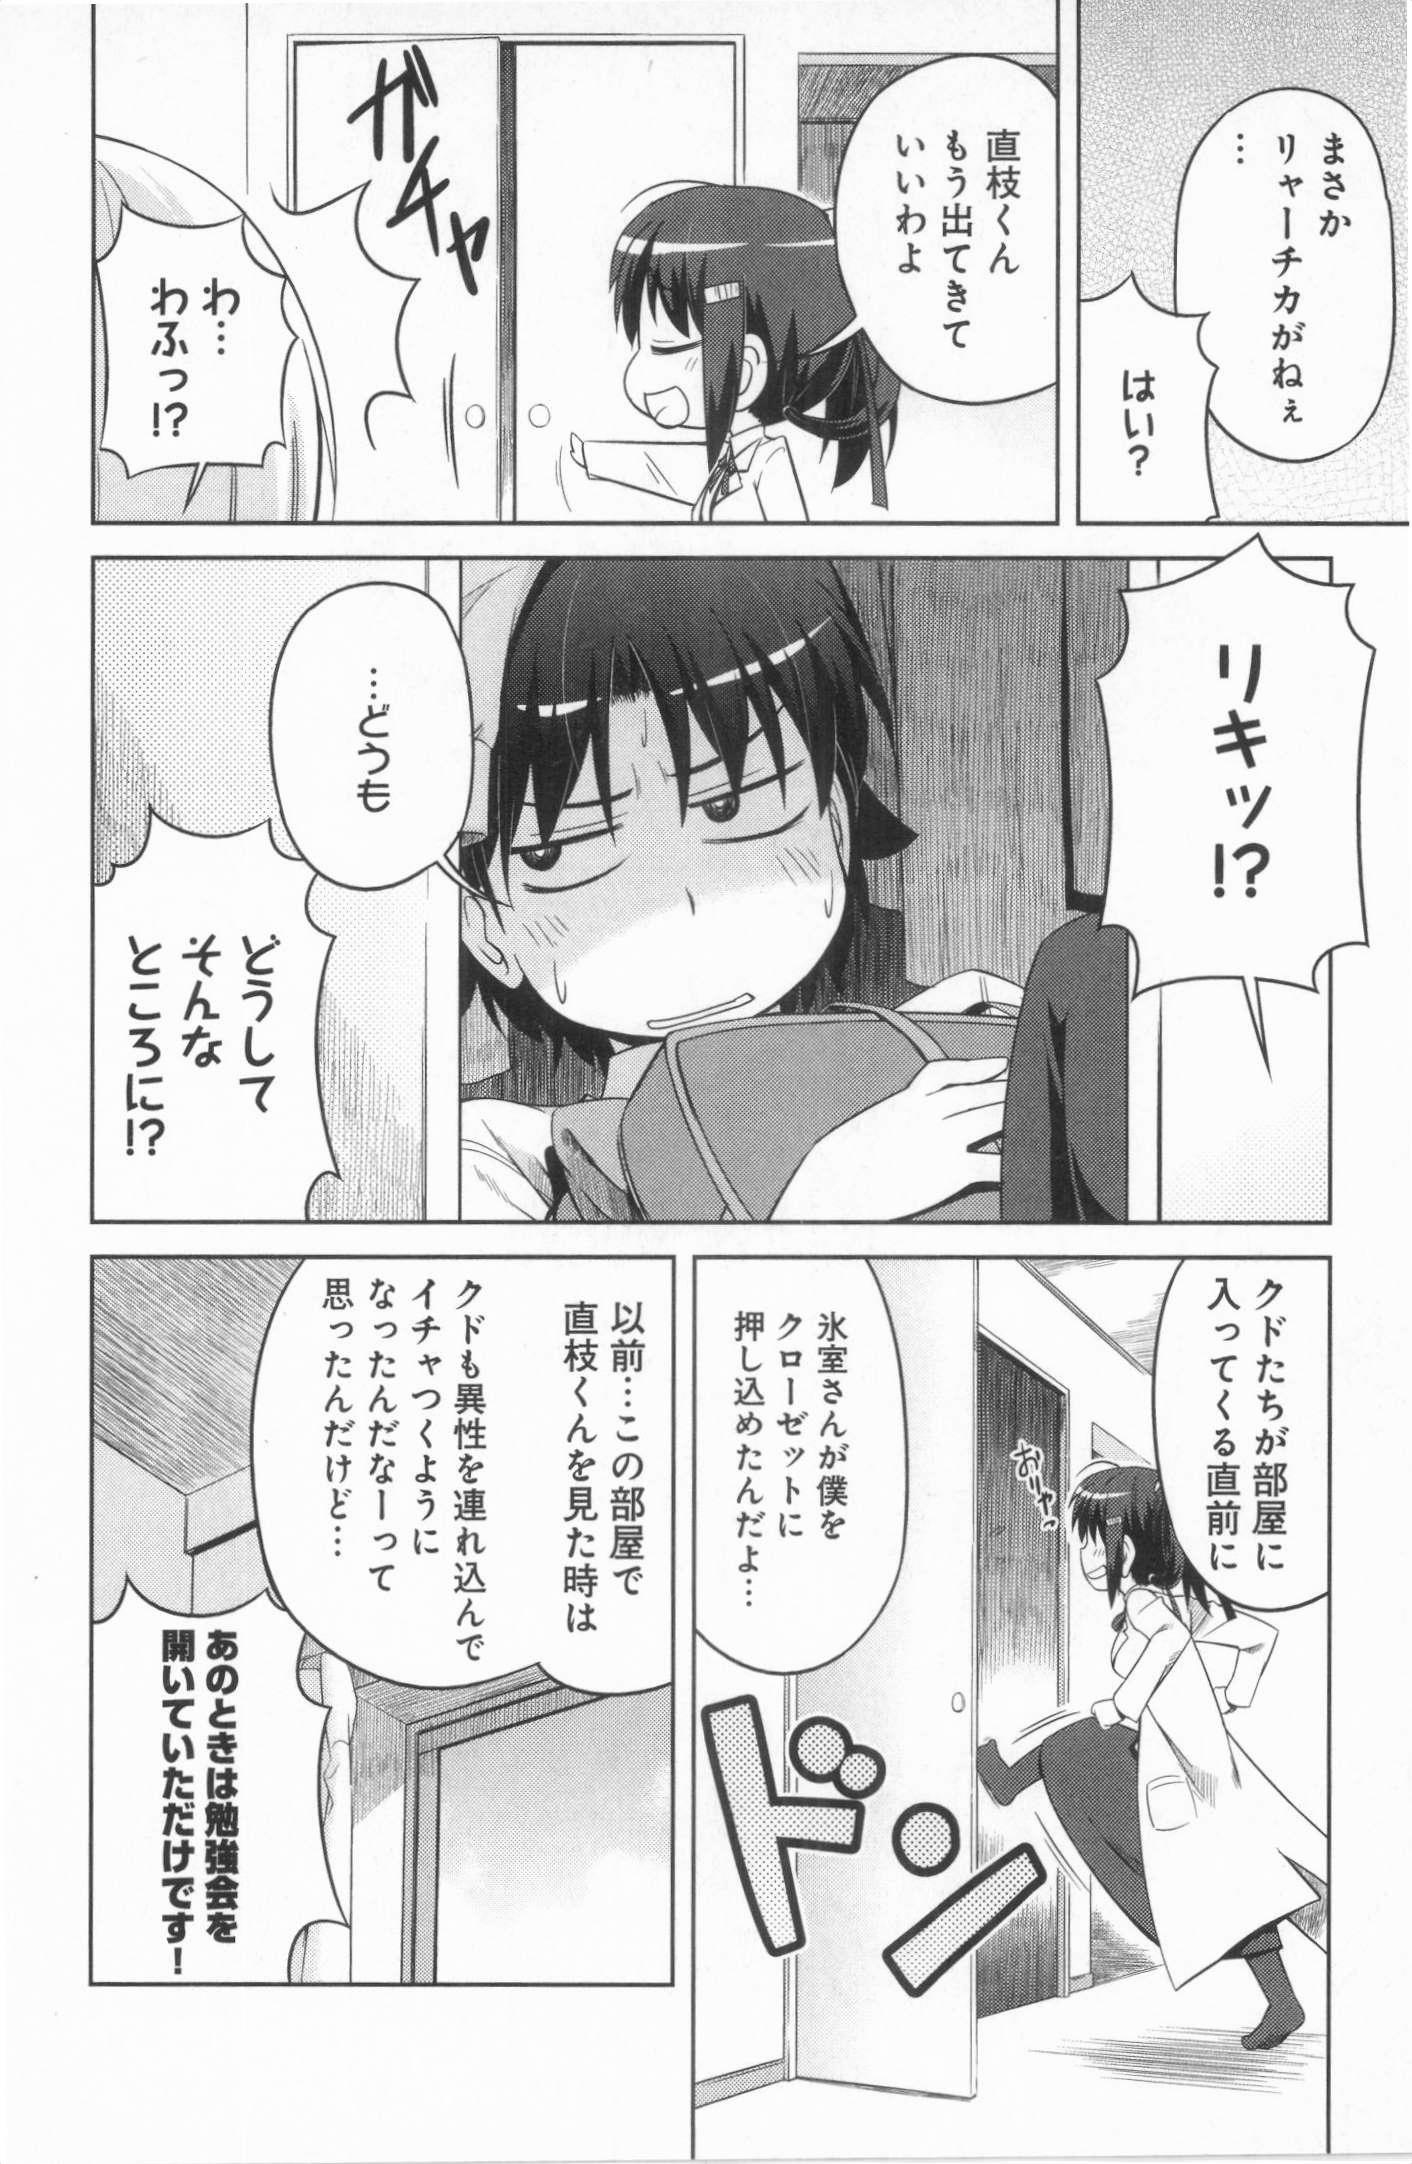 まさか
リャーチカがねぇ
…
はい?
直枝くん
もう出てきて
いいわよ
ガチャ
わ…
わふっ!?
リキッ!?
…どうも
どうして
そんな
ところに!?
クドたちが部屋に
入ってくる直前に
おりゃっ
氷室さんが僕を
クローゼットに
押し込めたんだよ…
ドンッ
以前…この部屋で
直枝くんを見た時は
クドも異性を連れ込んで
イチャつくように
なったんだなーって
思ったんだけど…
あのときは勉強会を
開いていただけです!